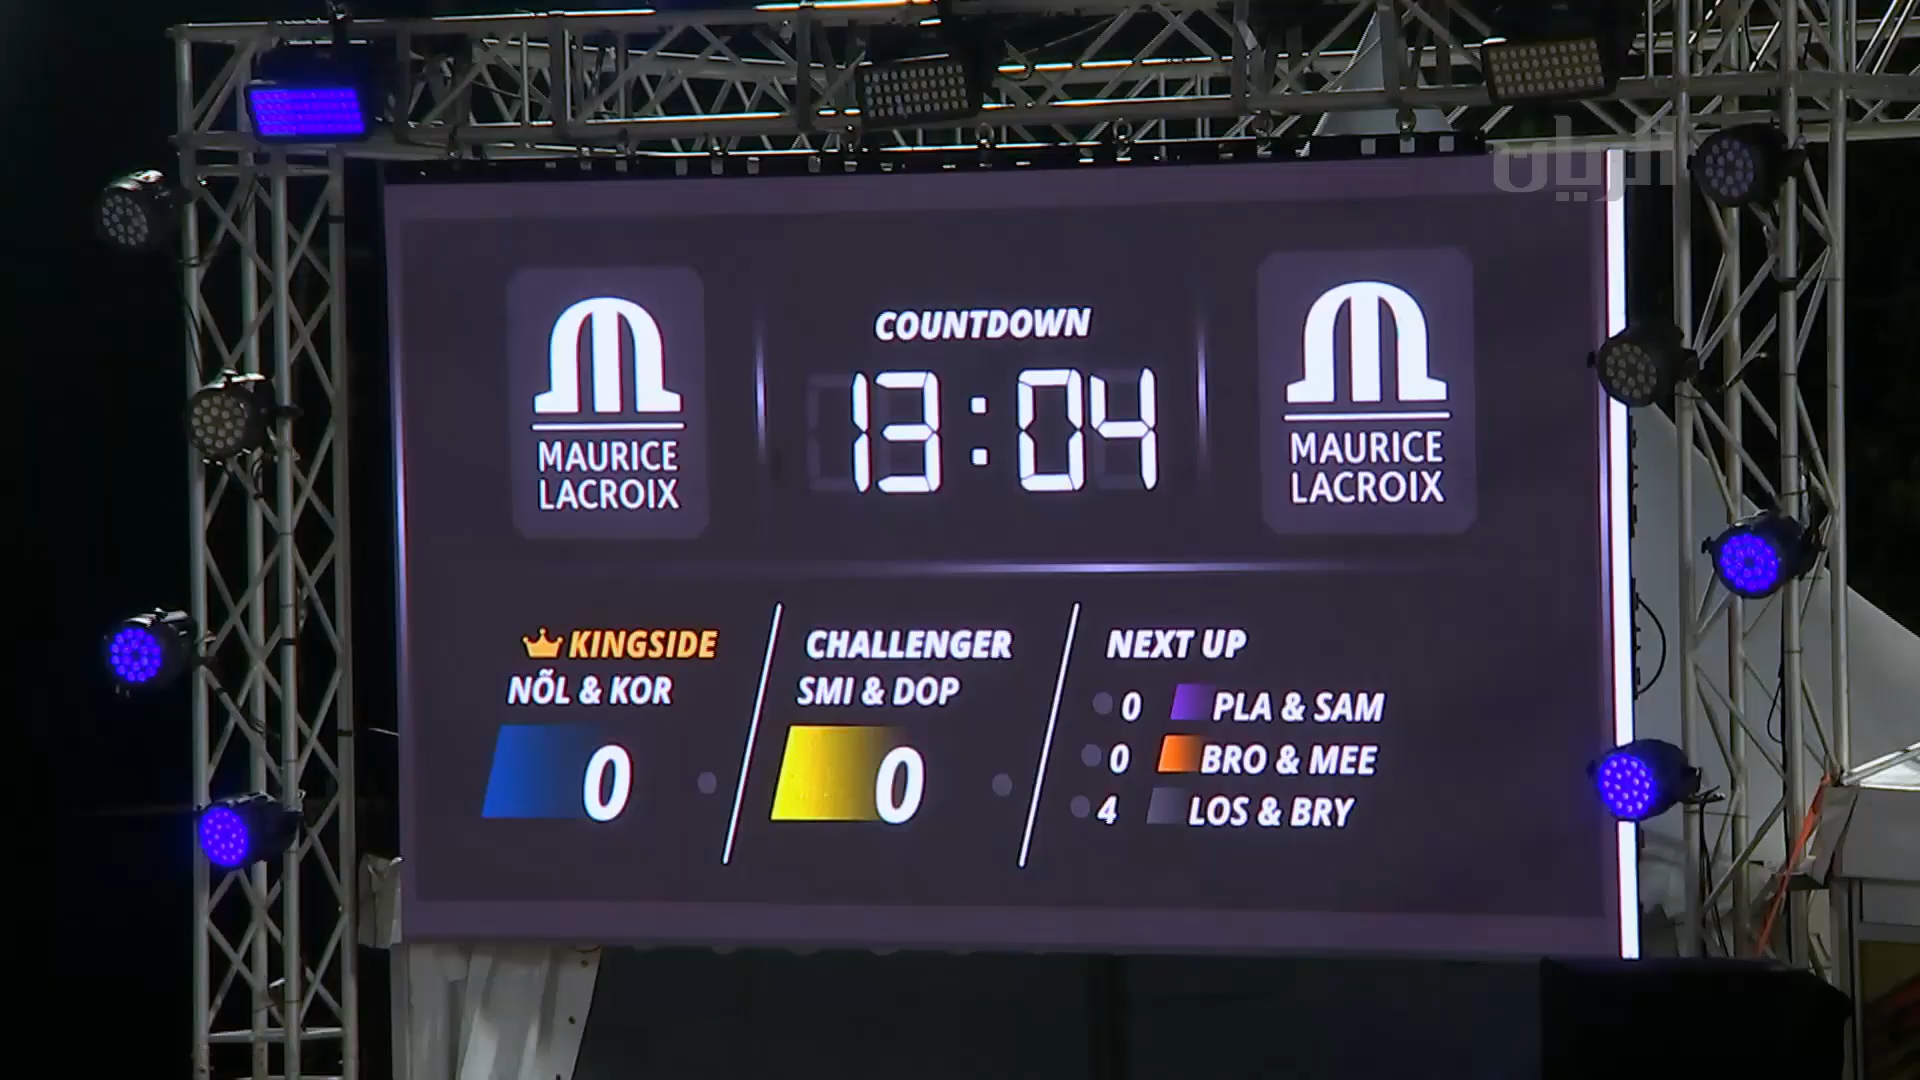 الريان
COUNTDOWN
13:04
MAURICE
LACROIX
MAURICE
LACROIX
KINGSIDE
NÕL & KOR
0
CHALLENGER
SMI & DOP
0
NEXT UP
0 PLA & SAM
0 BRO & MEE
4 LOS & BRY